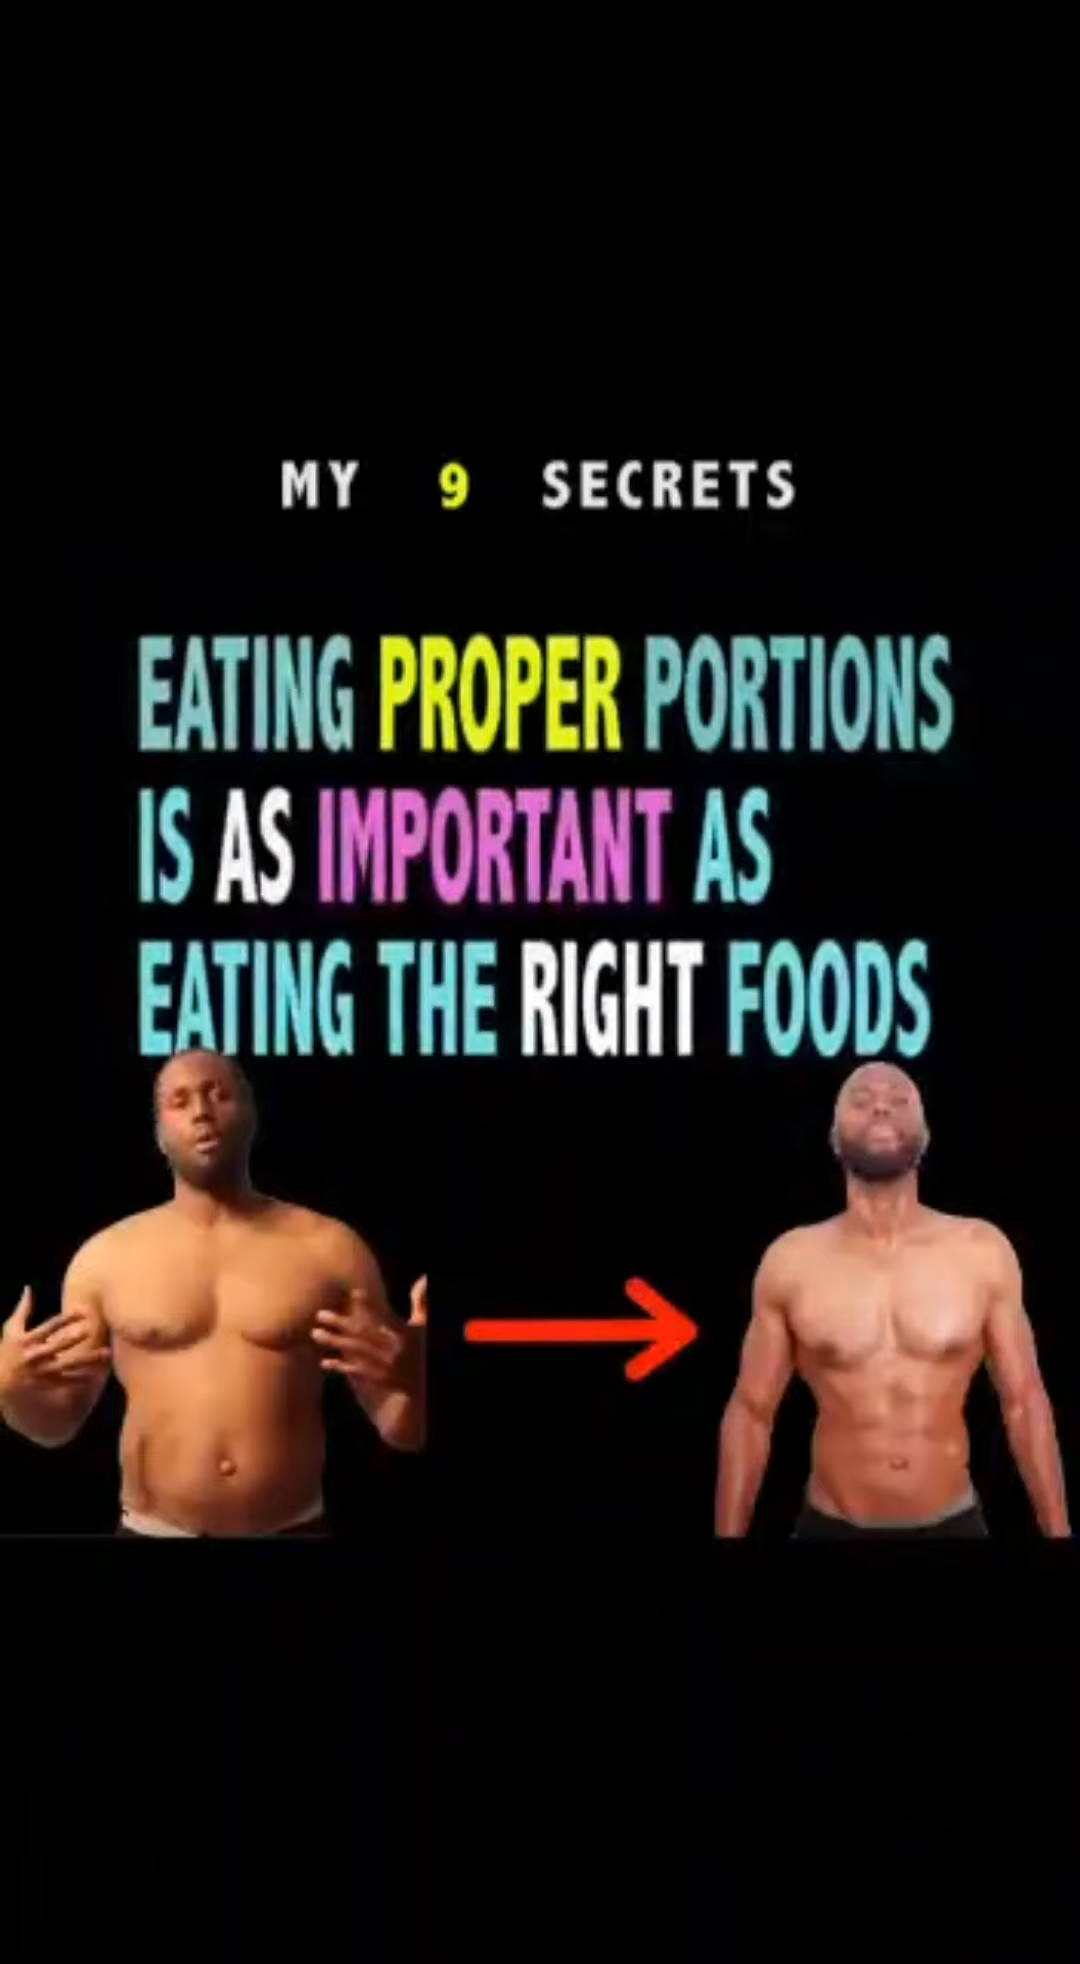 MY 9 SECRETS
EATING PROPER PORTIONS
IS AS IMPORTANT AS
EATING THE RIGHT FOODS